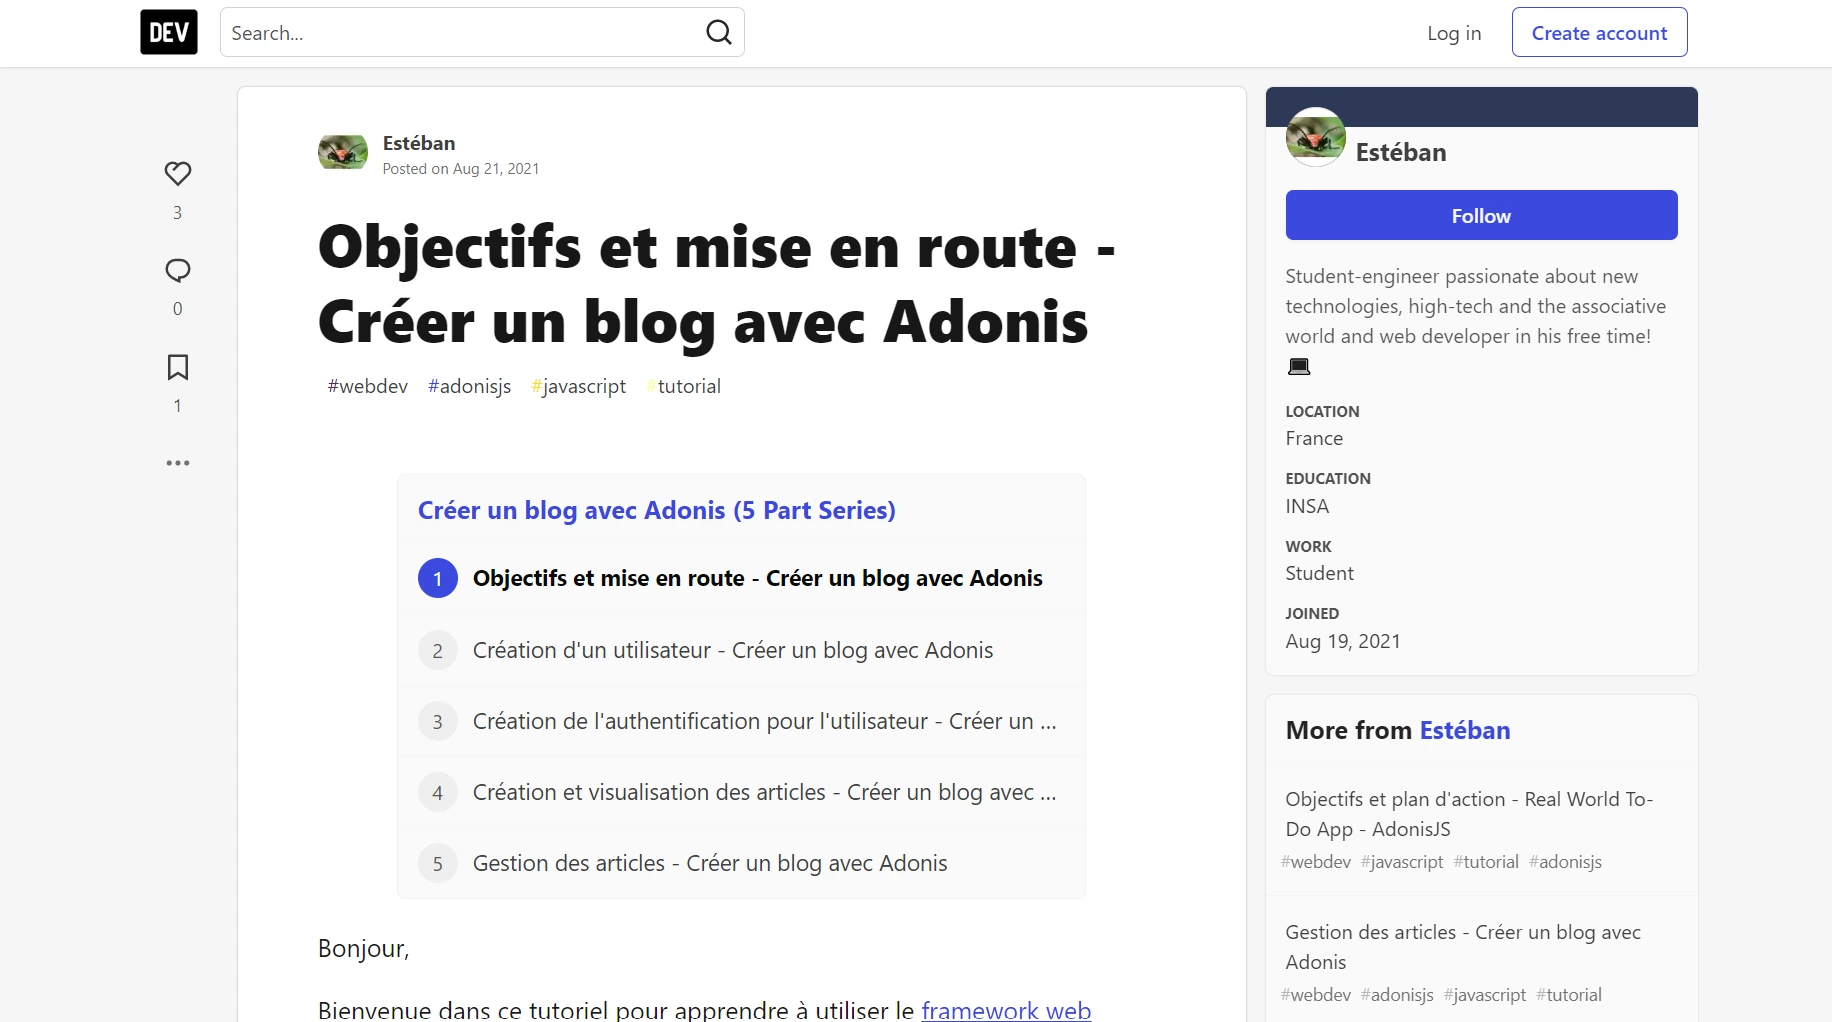 DEV
Search...
Log in
Create account
3
0
1
Estéban
Posted on Aug 21, 2021
Objectifs et mise en route -
Créer un blog avec Adonis
#webdev #adonisjs #javascript #tutorial
Créer un blog avec Adonis (5 Part Series)
1 Objectifs et mise en route - Créer un blog avec Adonis
2 Création d'un utilisateur - Créer un blog avec Adonis
3 Création de l'authentification pour l'utilisateur - Créer un ...
4 Création et visualisation des articles - Créer un blog avec ...
5 Gestion des articles - Créer un blog avec Adonis
Bonjour,
Bienvenue dans ce tutoriel pour apprendre à utiliser le framework web
Estéban
Follow
Student-engineer passionate about new
technologies, high-tech and the associative
world and web developer in his free time!
LOCATION
France
EDUCATION
INSA
WORK
Student
JOINED
Aug 19, 2021
More from Estéban
Objectifs et plan d'action - Real World To-
Do App - AdonisJS
#webdev #javascript #tutorial #adonisjs
Gestion des articles - Créer un blog avec
Adonis
#webdev #adonisjs #javascript #tutorial